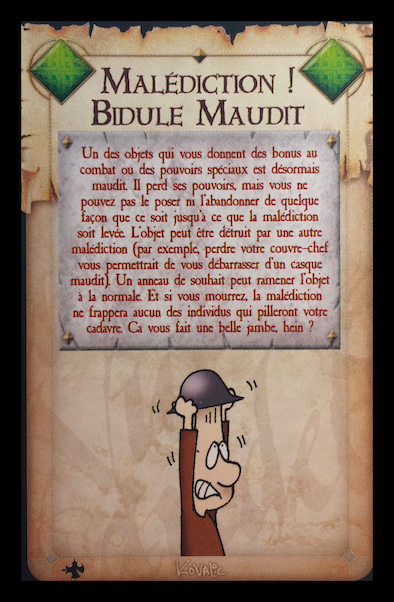 Malédiction !
Bidule Maudit
Un des objets qui vous donnent des bonus au
combat ou des pouvoirs spéciaux est désormais
maudit. Il perd ses pouvoirs, mais vous ne
pouvez pas le poser ni l'abandonner de quelque
façon que ce soit jusqu'à ce que la malédiction
soit levée. L'objet peut être détruit par une autre
malédiction (par exemple, perdre votre couvre-chef
vous permettrait de vous débarrasser d'un casque
maudit). Un anneau de souhait peut ramener l'objet
à la normale. Et si vous mourrez, la malédiction
ne frappera aucun des individus qui pilleront votre
cadavre. Ca vous fait une belle jambe, hein ?
KOVALIC